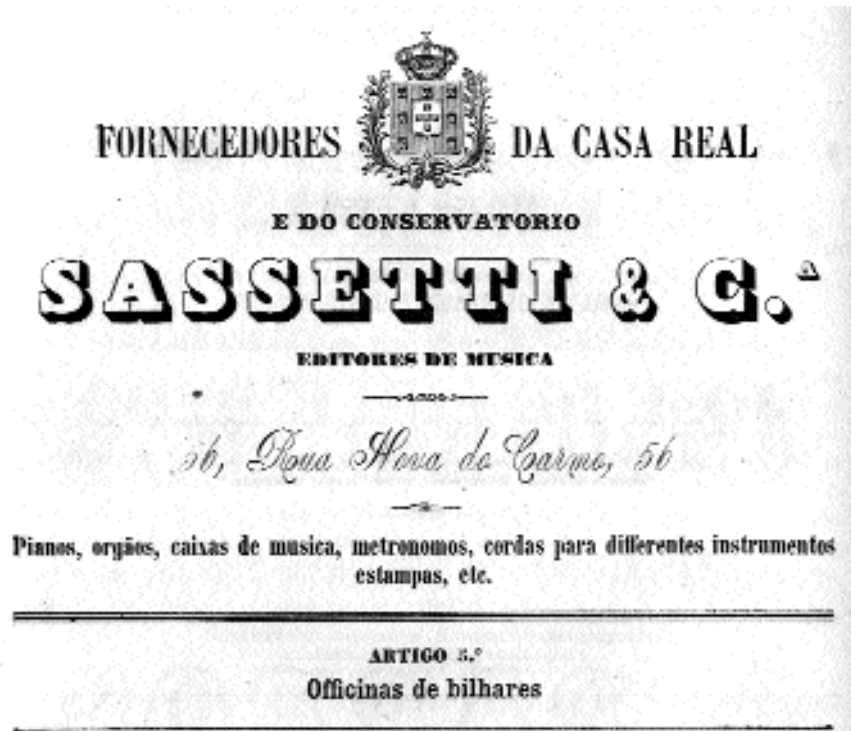 FORNECEDORES DA CASA REAL
E DO CONSERVATORIO
SASSETTI & C.ª
EDITORES DE MUSICA
56, Rua Nova do Carmo, 56
Pianos, orgãos, caixas de musica, metronomos, cordas para differentes instrumentos
estampas, etc.
ARTIGO 5.º
Officinas de bilhares